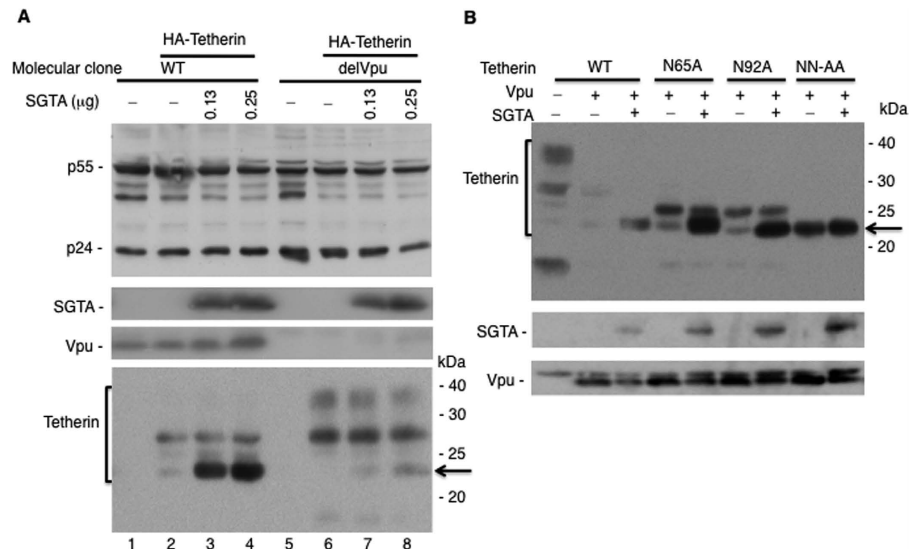 A
HA-Tetherin HA-Tetherin
Molecular clone WT delVpu
SGTA (µg) – – 0.13 0.25 – – 0.13 0.25
p55 -
p24 -
SGTA -
Vpu -
kDa
- 40
- 30
Tetherin
- 25
- 20
1 2 3 4 5 6 7 8
B
Tetherin WT N65A N92A NN-AA
Vpu – + + + + + + + +
SGTA – – + – + – + – +
kDa
- 40
Tetherin
- 30
- 25
- 20
SGTA -
Vpu -